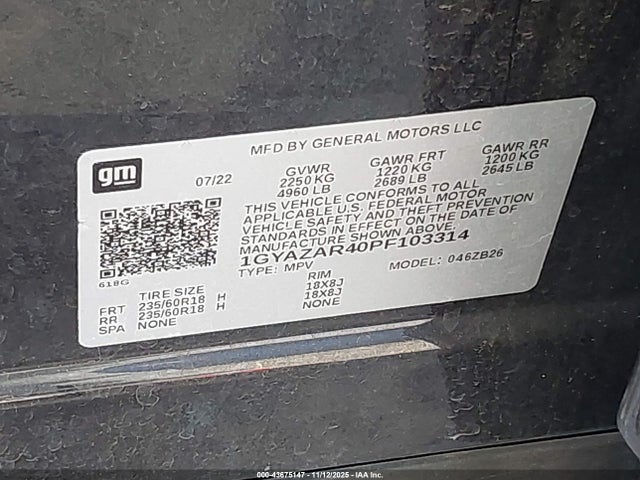 MFD BY GENERAL MOTORS LLC
gm
07/22
GVWR GAWR FRT GAWR RR
2250 KG 1220 KG 1200 KG
4960 LB 2689 LB 2645 LB
THIS VEHICLE CONFORMS TO ALL
APPLICABLE U.S. FEDERAL MOTOR
VEHICLE SAFETY AND THEFT PREVENTION
STANDARDS IN EFFECT ON THE DATE OF
MANUFACTURE SHOWN ABOVE.
1GYAZAR40PF103314
TYPE: MPV MODEL: 046ZB26
618G
TIRE SIZE RIM
FRT 235/60R18 H 18X8J
RR 235/60R18 H 18X8J
SPA NONE NONE
000-43675147 - 11/12/2025 - IAA Inc.